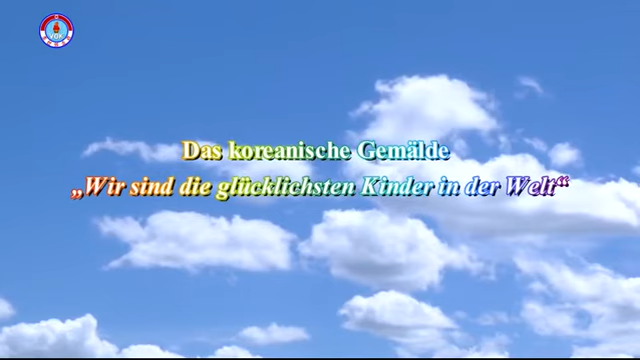 Das koreanische Gemälde
„Wir sind die glücklichsten Kinder in der Welt“